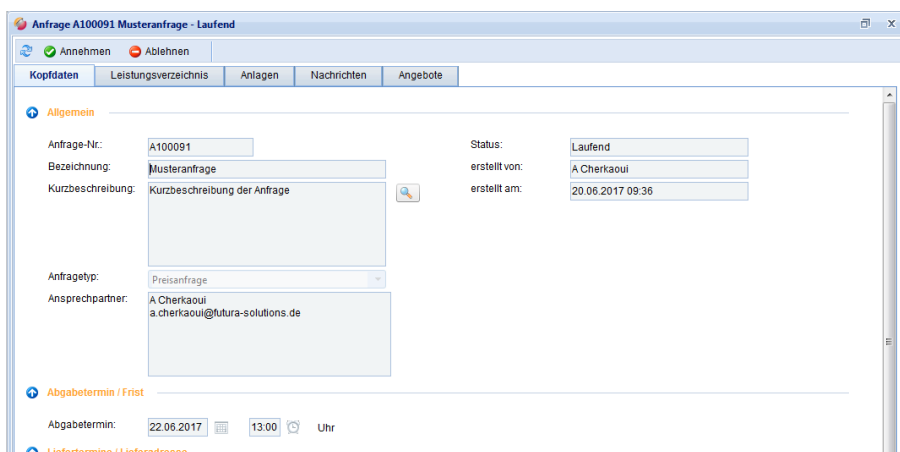 Anfrage A100091 Musteranfrage - Laufend
Annehmen Ablehnen
Kopfdaten Leistungsverzeichnis Anlagen Nachrichten Angebote
Allgemein
Anfrage-Nr.: A100091 Status: Laufend
Bezeichnung: Musteranfrage erstellt von: A Cherkaoui
Kurzbeschreibung: Kurzbeschreibung der Anfrage erstellt am: 20.06.2017 09:36
Anfragetyp: Preisanfrage
Ansprechpartner: A Cherkaoui
a.cherkaoui@futura-solutions.de
Abgabetermin / Frist
Abgabetermin: 22.06.2017 13:00 Uhr
Liefertermine / Lieferadresse